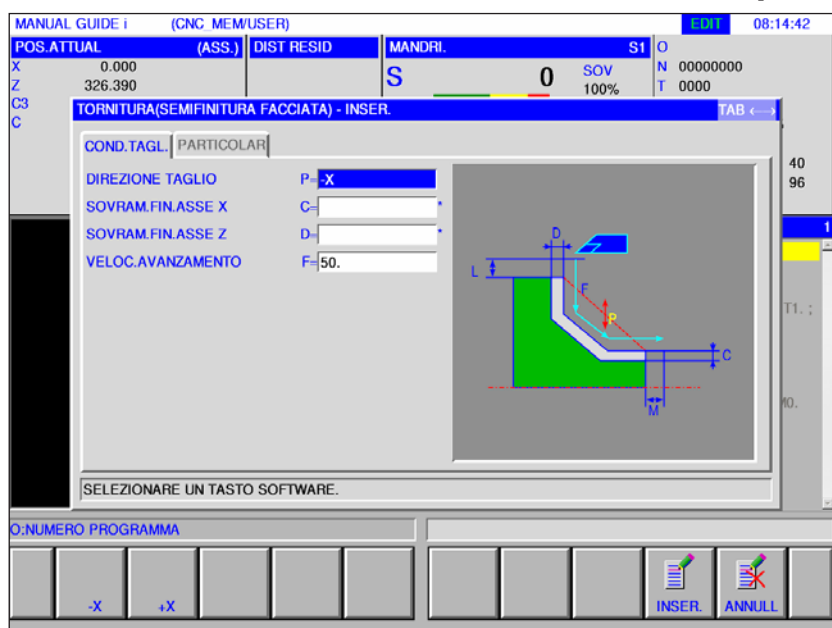 MANUAL GUIDE i (CNC_MEM/USER) EDIT 08:14:42
POS.ATTUAL (ASS.) DIST RESID MANDRI. S1 O
X 0.000 N 00000000
Z 326.390 S 0 SOV 100% T 0000
C3
C
TORNITURA(SEMIFINITURA FACCIATA) - INSER. TAB ←→
COND.TAGL. PARTICOLAR
40
96
DIREZIONE TAGLIO P=-X
SOVRAM.FIN.ASSE X C= *
SOVRAM.FIN.ASSE Z D= *
VELOC.AVANZAMENTO F=50.
D
L
F
P
C
M
1
T1. ;
M0.
SELEZIONARE UN TASTO SOFTWARE.
O:NUMERO PROGRAMMA
-X +X INSER. ANNULL